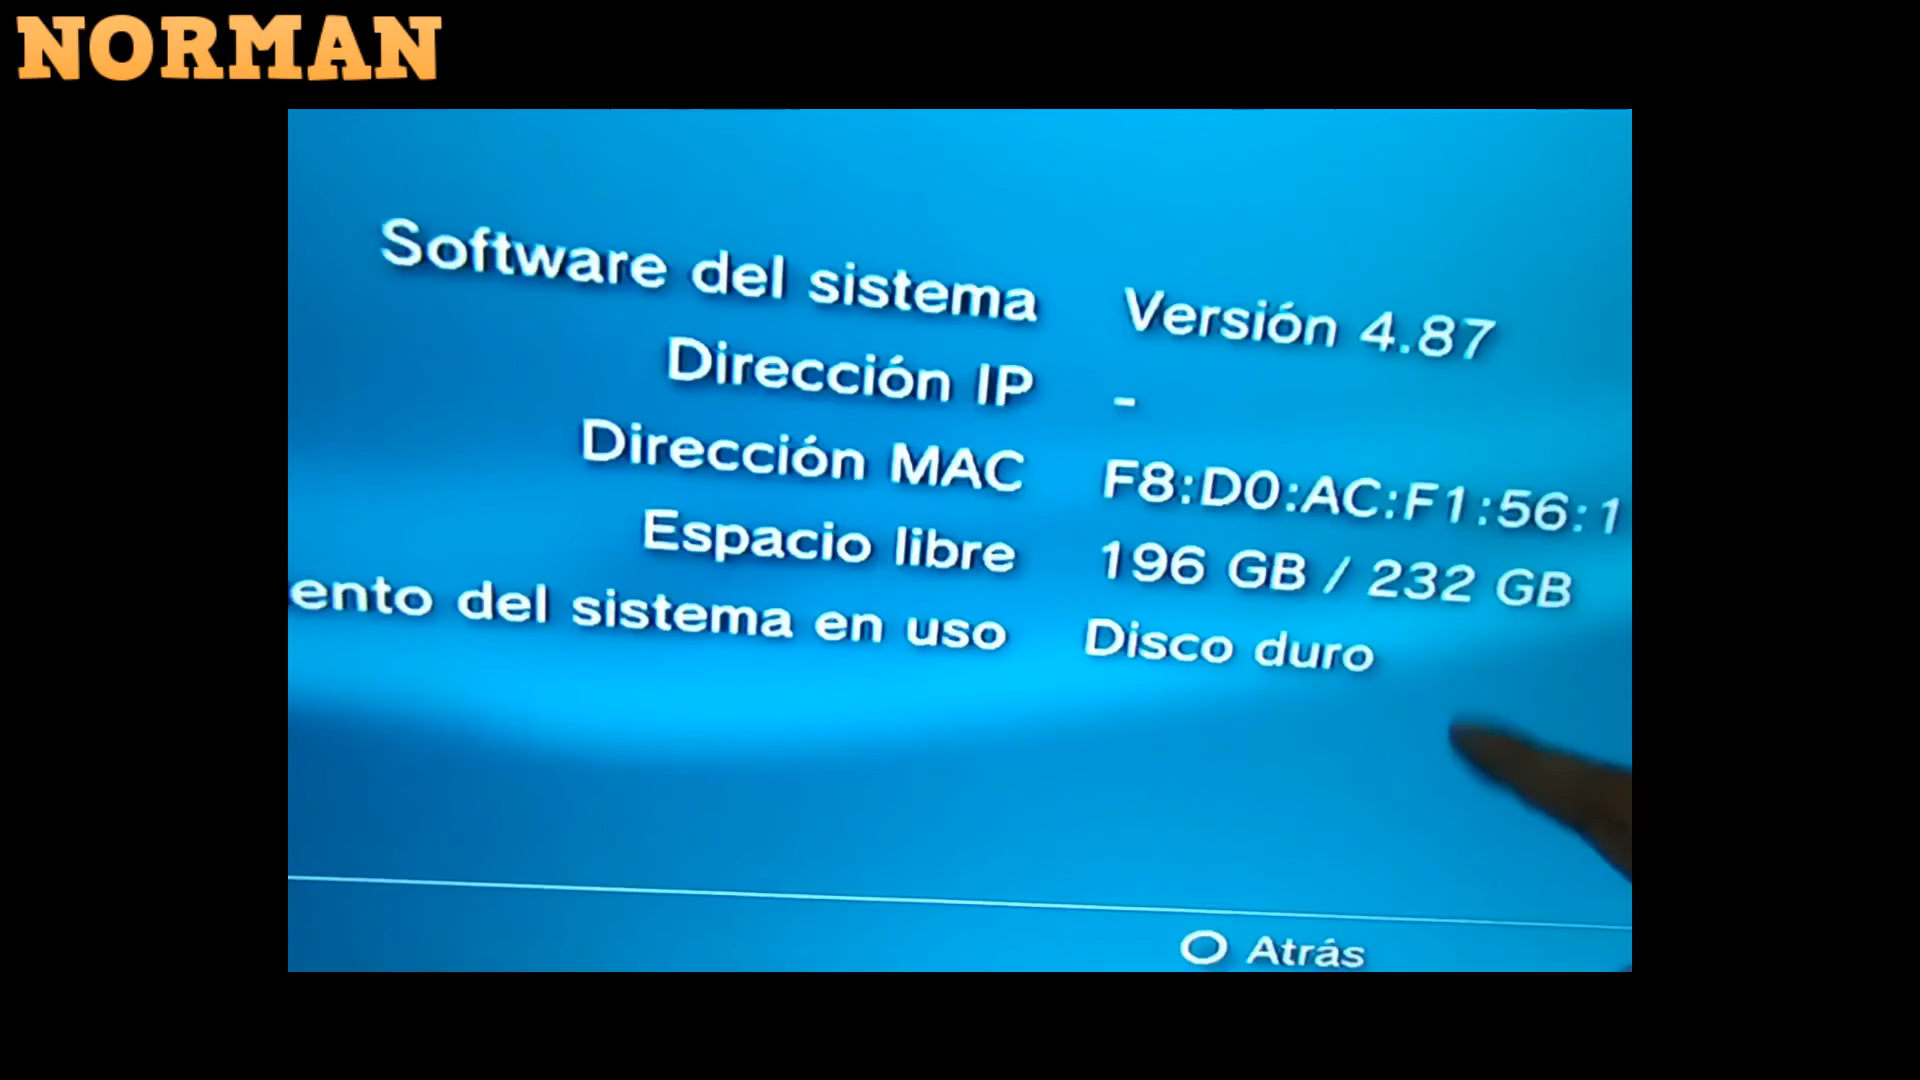 NORMAN
Software del sistema Versión 4.87
Dirección IP -
Dirección MAC F8:D0:AC:F1:56:1
Espacio libre 196 GB / 232 GB
ento del sistema en uso Disco duro
O Atrás